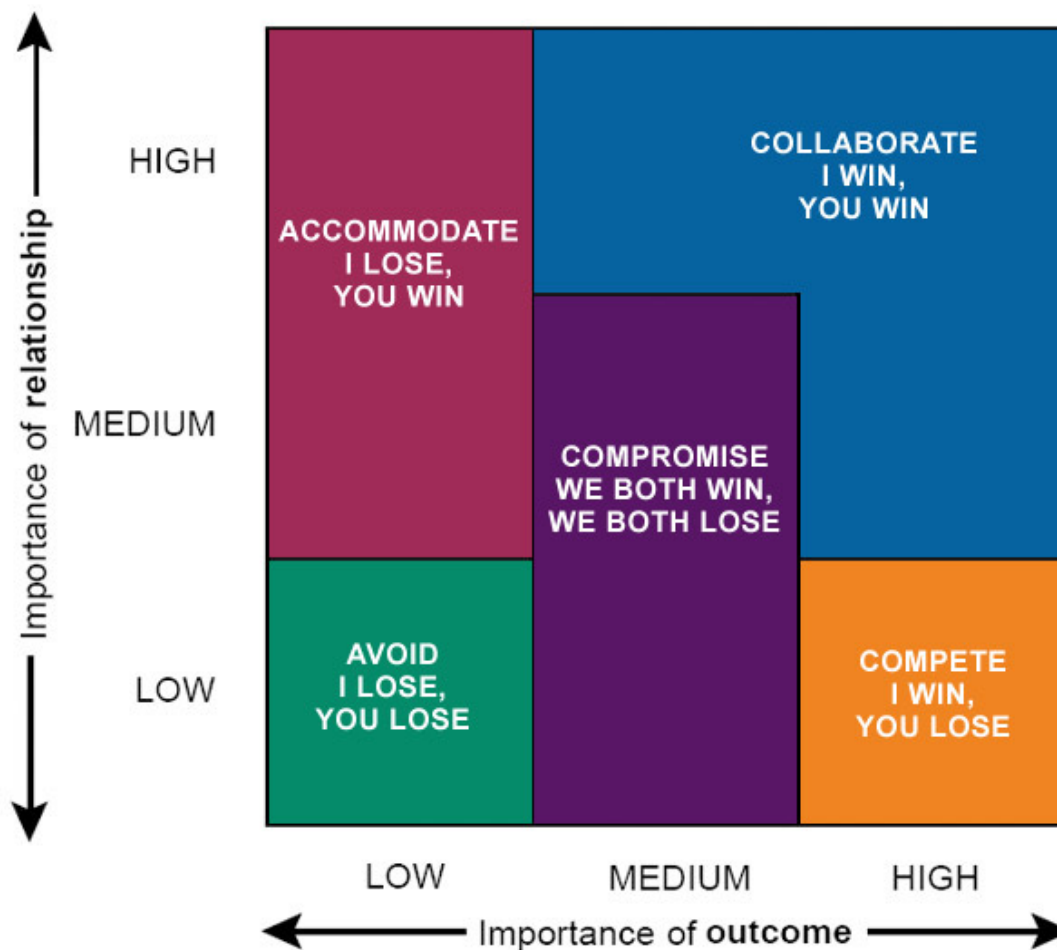 Importance of relationship
HIGH
MEDIUM
LOW
ACCOMMODATE
I LOSE,
YOU WIN
COLLABORATE
I WIN,
YOU WIN
COMPROMISE
WE BOTH WIN,
WE BOTH LOSE
AVOID
I LOSE,
YOU LOSE
COMPETE
I WIN,
YOU LOSE
LOW
MEDIUM
HIGH
Importance of outcome